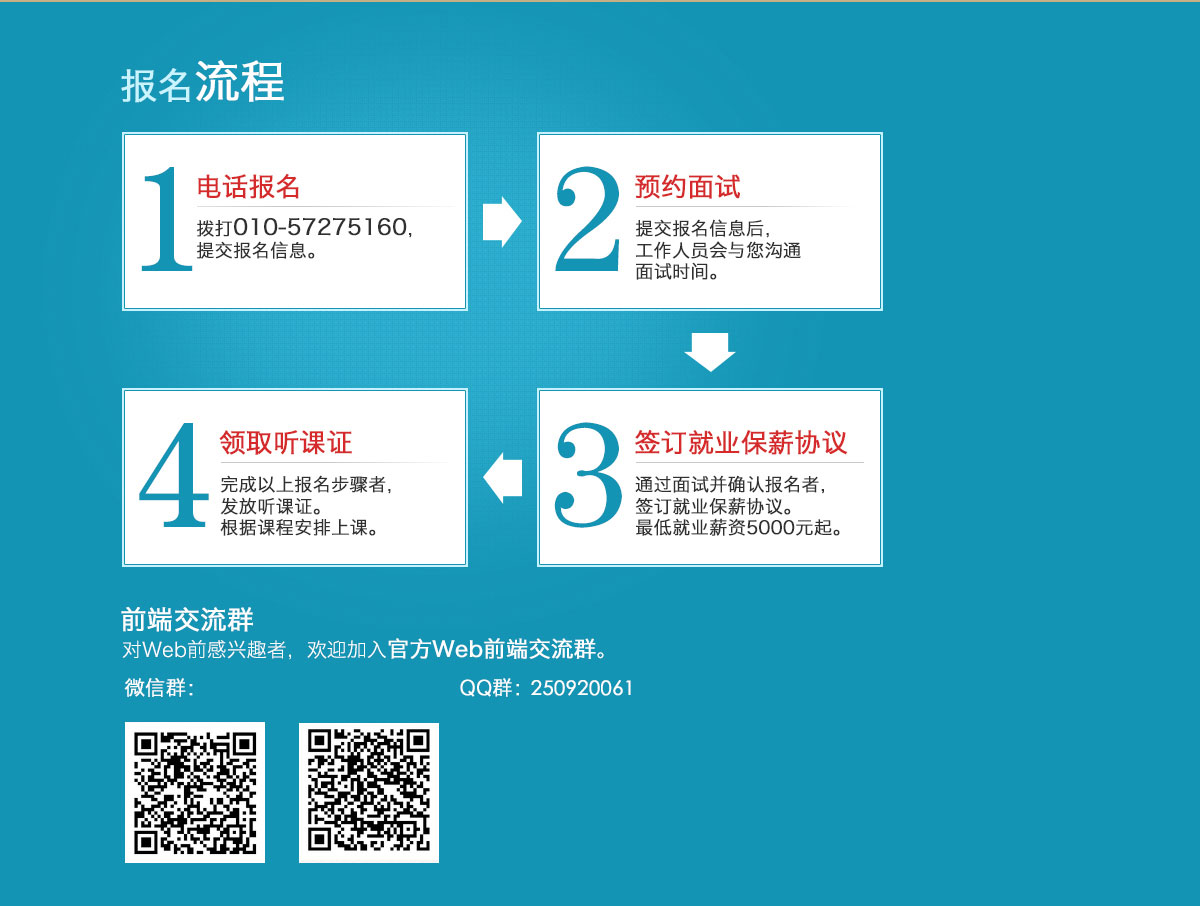 报名流程
1
电话报名
拨打010-57275160,
提交报名信息。
2
预约面试
提交报名信息后,
工作人员会与您沟通
面试时间。
3
签订就业保薪协议
通过面试并确认报名者,
签订就业保薪协议。
最低就业薪资5000元起。
4
领取听课证
完成以上报名步骤者,
发放听课证。
根据课程安排上课。
前端交流群
对Web前感兴趣者, 欢迎加入官方Web前端交流群。
微信群: QQ群: 250920061